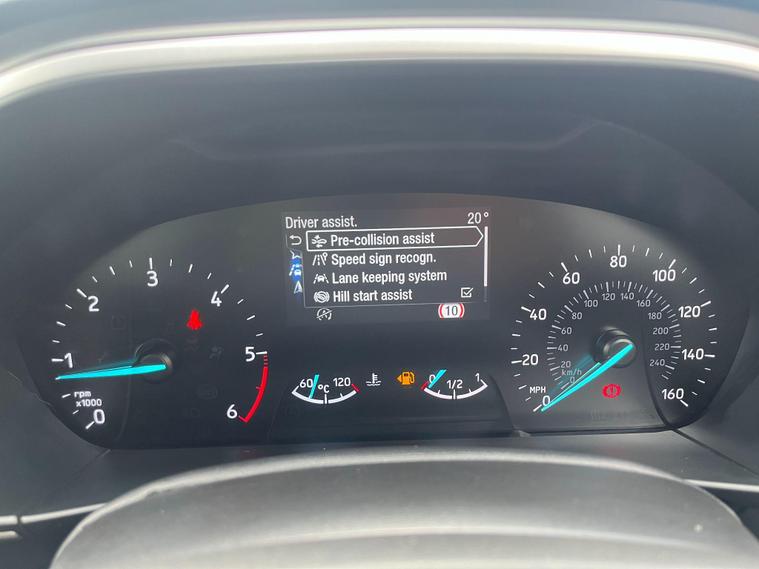 Driver assist. 20°
Pre-collision assist
Speed sign recogn.
Lane keeping system
Hill start assist
10
0 1 2 3 4 5 6
rpm
x1000
60 °C 120
0 1/2 1
0 20 40 60 80 100 120 140 160
MPH
0 20 40 60 80 100 120 140 160 180 200 220 240
km/h